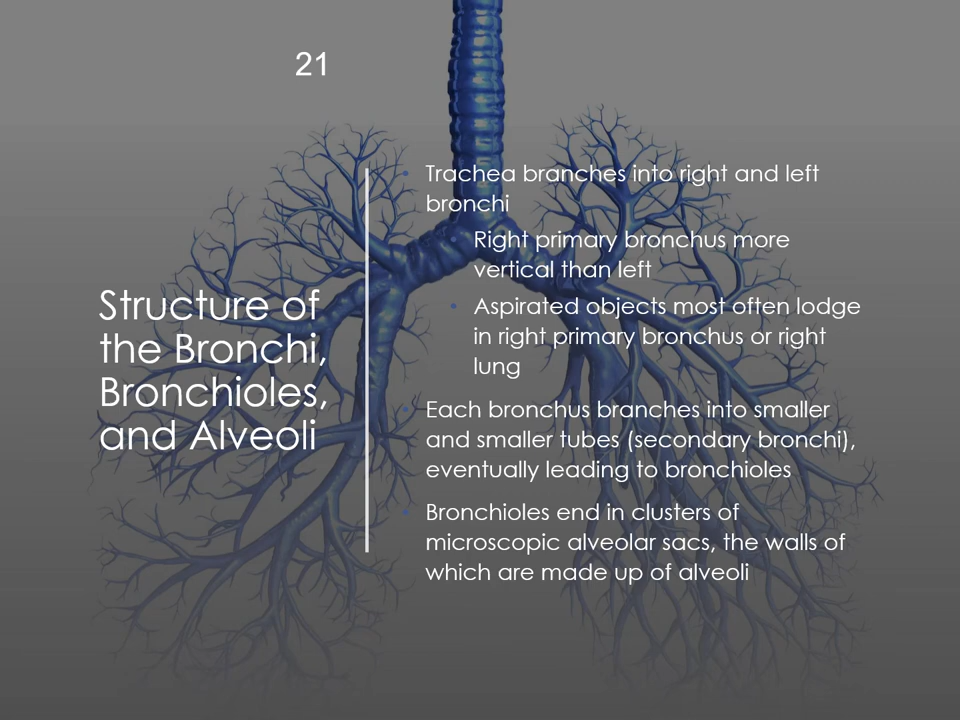 21
Structure of
the Bronchi,
Bronchioles,
and Alveoli
• Trachea branches into right and left
bronchi
• Right primary bronchus more
vertical than left
• Aspirated objects most often lodge
in right primary bronchus or right
lung
• Each bronchus branches into smaller
and smaller tubes (secondary bronchi),
eventually leading to bronchioles
• Bronchioles end in clusters of
microscopic alveolar sacs, the walls of
which are made up of alveoli